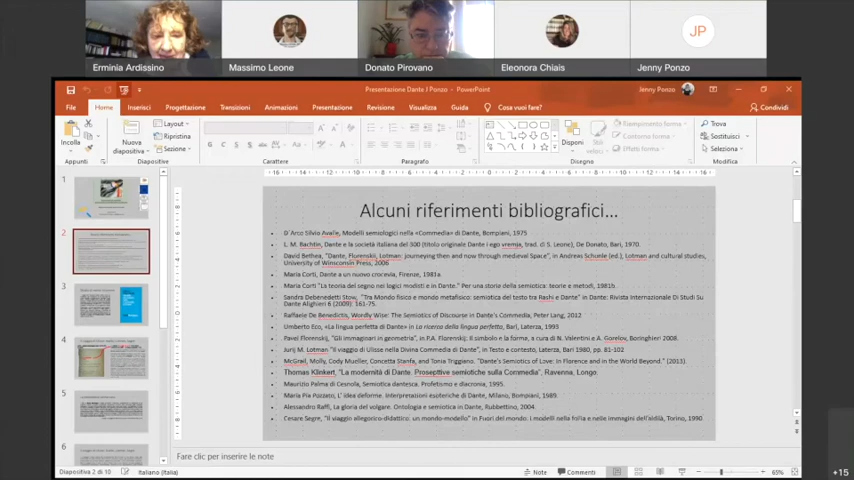 JP
Erminia Ardissino
Massimo Leone
Donato Pirovano
Eleonora Chiais
Jenny Ponzo
Presentazione Dante J Ponzo - PowerPoint
Jenny Ponzo
File
Home
Inserisci
Progettazione
Transizioni
Animazioni
Presentazione
Revisione
Visualizza
Guida
Cosa vuoi fare?
Condividi
Incolla
Nuova
diapositiva
Layout
Ripristina
Sezione
Disponi
Stili
veloci
Riempimento forma
Contorno forma
Effetti forma
Trova
Sostituisci
Seleziona
Appunti
Diapositive
Carattere
Paragrafo
Disegno
Modifica
1
2
3
4
5
6
Alcuni riferimenti bibliografici...
D'Arco Silvio Avalle, Modelli semiologici nella «Commedia» di Dante, Bompiani, 1975
L. M. Bachtin, Dante e la società italiana del 500 (titolo originale Dante i ego vremja, trad. di S. Leone), De Donato, Bari, 1970.
David Bethea, "Dante, Florenskii, Lotman: journeying then and now through medieval Space", in Andreas Schunle (ed.), Lotman and cultural studies,
University of Winsconsin Press, 2006
Maria Corti, Dante a un nuovo crocevia, Firenze, 1981a.
Maria Corti "La teoria del segno nei logici modisti e in Dante." Per una storia della semiotica: teorie e metodi, 1981b.
Sandra Debenedetti Stow, "Tra Mondo fisico e mondo metafisico: semiotica del testo tra Rashi e Dante" in Dante: Rivista Internazionale Di Studi Su
Dante Alighieri 6 (2009): 161-75.
Raffaele De Benedictis, Wordly Wise: The Semiotics of Discourse in Dante's Commedia, Peter Lang, 2012
Umberto Eco, «La lingua perfetta di Dante» in La ricerca della lingua perfetta, Bari, Laterza, 1993
Pavel Florenskij, "Gli immaginari in geometria", in P.A. Florenskij. Il simbolo e la forma, a cura di N. Valentini e A. Gorelov, Boringhieri 2008.
Jurij M. Lotman "Il viaggio di Ulisse nella Divina Commedia di Dante", in Testo e contesto, Laterza, Bari 1980, pp. 81-102
McGrail, Molly, Cody Mueller, Concetta Stanfa, and Tonia Triggiano. "Dante's Semiotics of Love: in Florence and in the World Beyond." (2013).
Thomas Klinkert, "La modernità di Dante. Prospettive semiotiche sulla Commedia", Ravenna, Longo.
Maurizio Palma di Cesnola, Semiotica dantesca. Profetismo e diacronia, 1995.
Maria Pia Pozzato, L' idea deforme. Interpretazioni esoteriche di Dante, Milano, Bompiani, 1989.
Alessandro Raffi, La gloria del volgare. Ontologia e semiotica in Dante, Rubbettino, 2004.
Cesare Segre, "Il viaggio allegorico-didattico: un mondo-modello" in Fuori del mondo: I modelli nella follia e nelle immagini dell'aldilà, Torino, 1990
Fare clic per inserire le note
Diapositiva 2 di 10
Italiano (Italia)
Note
Commenti
65%
+15